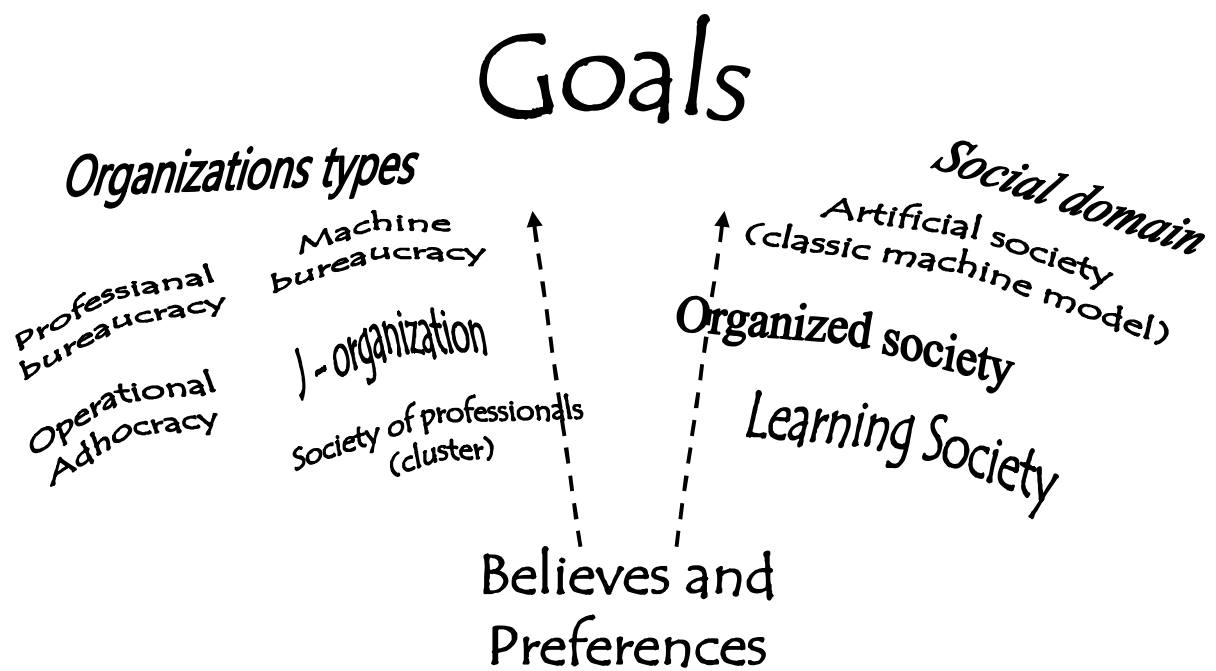 Goals
Organizations types
Machine
bureaucracy
Professianal
bureaucracy
J - organization
Operational
Adhocracy
Society of professionals
(cluster)
Social domain
Artificial society
(classic machine model)
Organized society
Learning Society
Believes and
Preferences